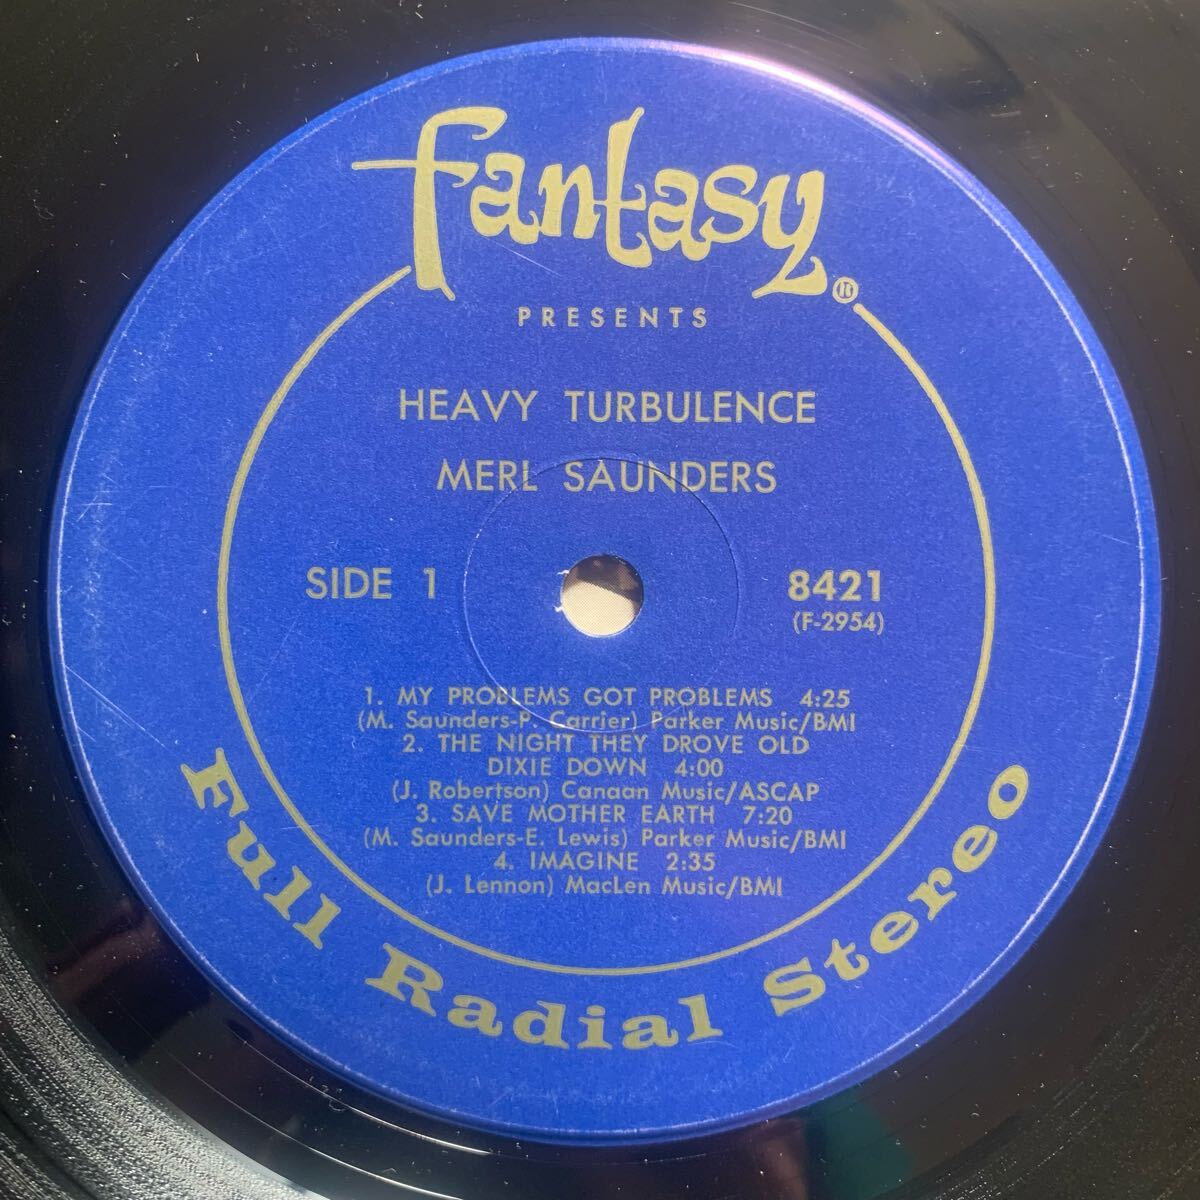 fantasy®
PRESENTS
HEAVY TURBULENCE
MERL SAUNDERS
SIDE 1
8421
(F-2954)
1. MY PROBLEMS GOT PROBLEMS 4:25
(M. Saunders-P. Carrier) Parker Music/BMI
2. THE NIGHT THEY DROVE OLD
DIXIE DOWN 4:00
(J. Robertson) Canaan Music/ASCAP
3. SAVE MOTHER EARTH 7:20
(M. Saunders-E. Lewis) Parker Music/BMI
4. IMAGINE 2:35
(J. Lennon) MacLen Music/BMI
Full Radial Stereo